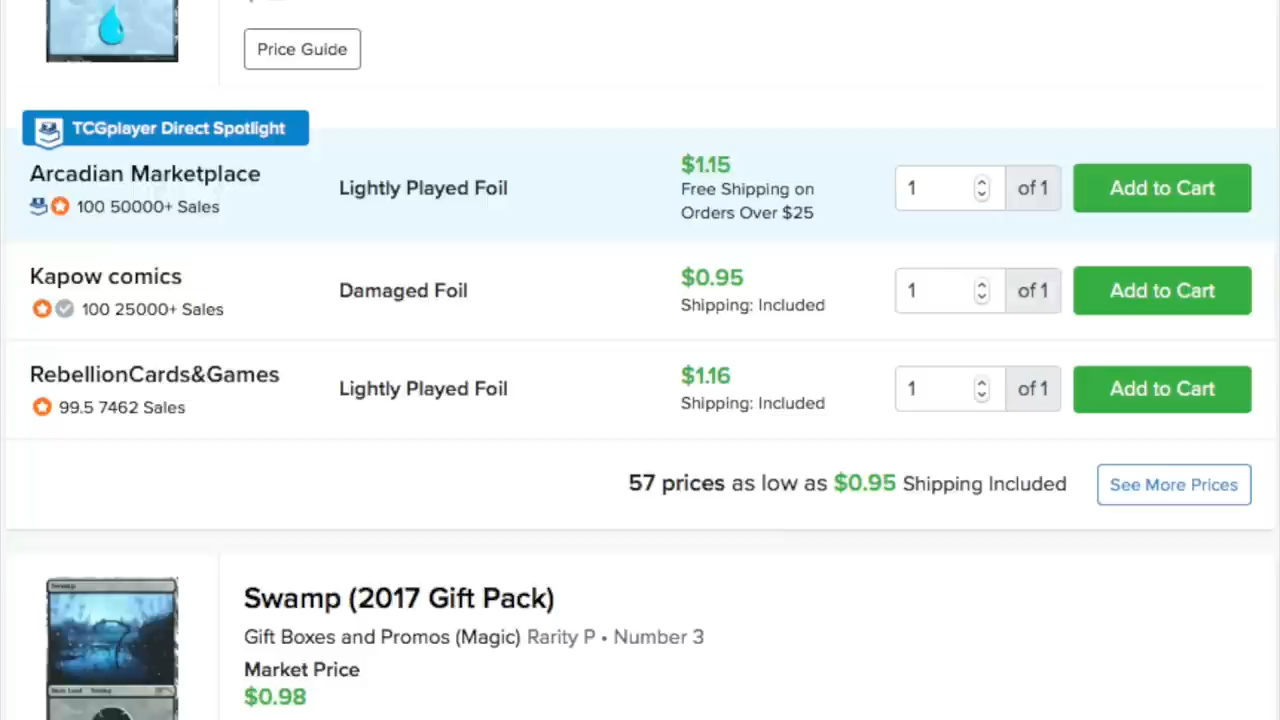 Price Guide
TCGplayer Direct Spotlight
Arcadian Marketplace
100 50000+ Sales
Lightly Played Foil
$1.15
Free Shipping on
Orders Over $25
1
of 1
Add to Cart
Kapow comics
100 25000+ Sales
Damaged Foil
$0.95
Shipping: Included
1
of 1
Add to Cart
RebellionCards&Games
99.5 7462 Sales
Lightly Played Foil
$1.16
Shipping: Included
1
of 1
Add to Cart
57 prices as low as $0.95 Shipping Included
See More Prices
Swamp
Swamp (2017 Gift Pack)
Gift Boxes and Promos (Magic) Rarity P • Number 3
Market Price
$0.98